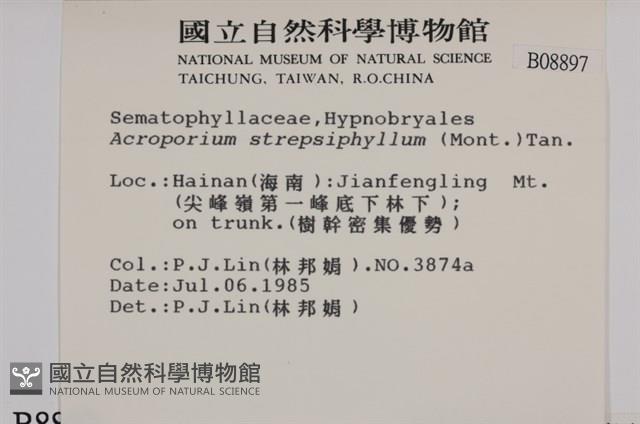 國立自然科學博物館
NATIONAL MUSEUM OF NATURAL SCIENCE
TAICHUNG, TAIWAN, R.O.CHINA
B08897
Sematophyllaceae,Hypnobryales
Acroporium strepsiphyllum (Mont.)Tan.
Loc.:Hainan(海南):Jianfengling Mt.
(尖峰嶺第一峰底下林下);
on trunk.(樹幹密集優勢)
Col.:P.J.Lin(林邦娟).NO.3874a
Date:Jul.06.1985
Det.:P.J.Lin(林邦娟)
國立自然科學博物館
NATIONAL MUSEUM OF NATURAL SCIENCE